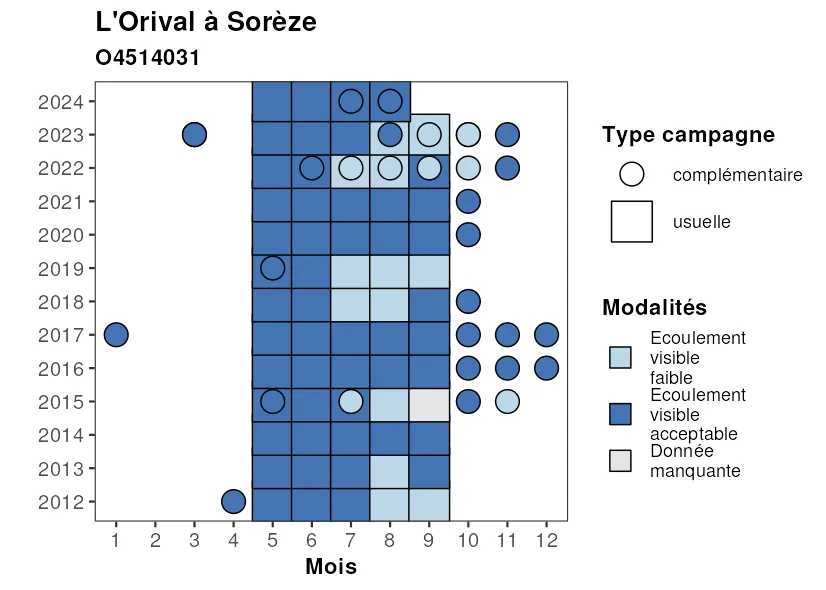 L'Orival à Sorèze
O4514031
2024
2023
2022
2021
2020
2019
2018
2017
2016
2015
2014
2013
2012
1 2 3 4 5 6 7 8 9 10 11 12
Mois
Type campagne
complémentaire
usuelle
Modalités
Ecoulement
visible
faible
Ecoulement
visible
acceptable
Donnée
manquante